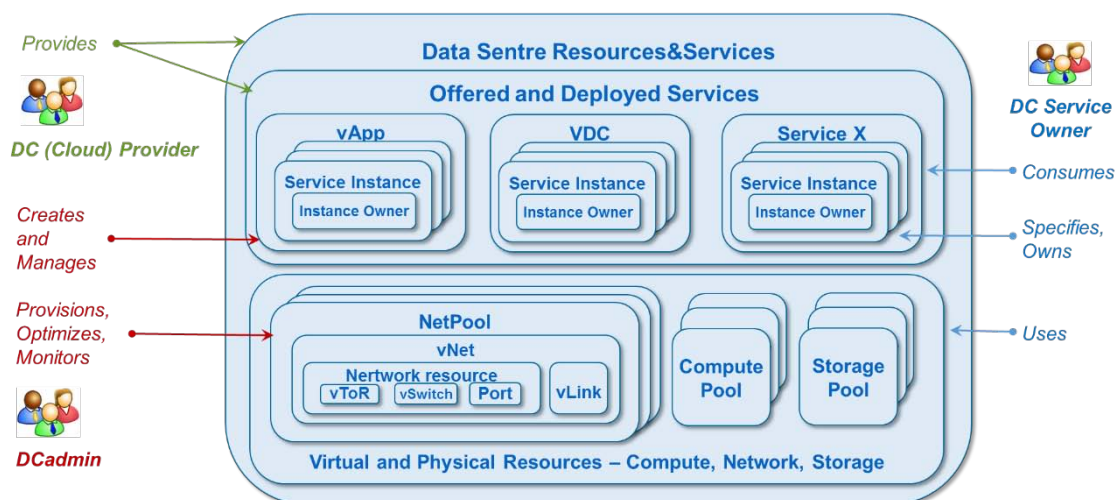 Provides
DC (Cloud) Provider
Creates
and
Manages
Provisions,
Optimizes,
Monitors
DCadmin
Data Sentre Resources&Services
Offered and Deployed Services
vApp
Service Instance
Instance Owner
VDC
Service Instance
Instance Owner
Service X
Service Instance
Instance Owner
NetPool
vNet
Nertwork resource
vToR
vSwitch
Port
vLink
Compute
Pool
Storage
Pool
Virtual and Physical Resources – Compute, Network, Storage
DC Service
Owner
Consumes
Specifies,
Owns
Uses